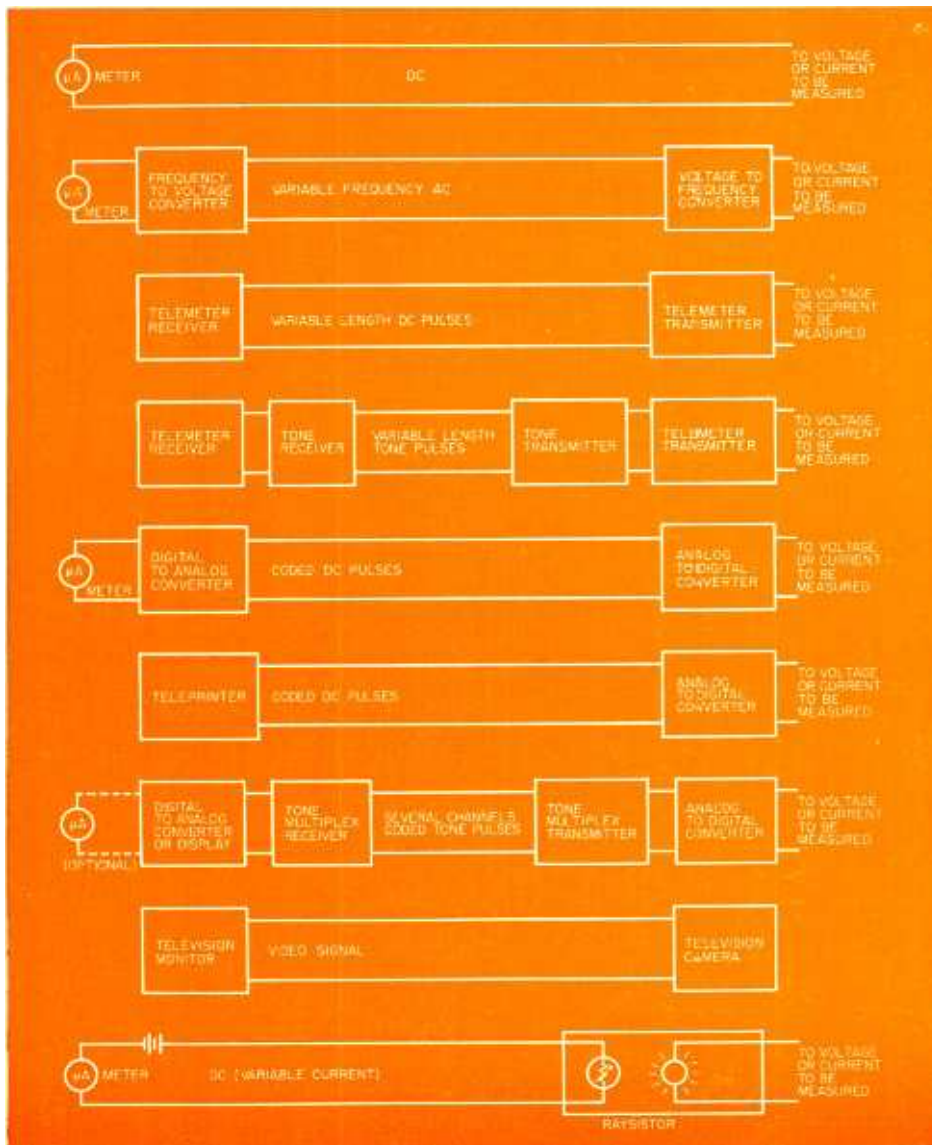 TO VOLTAGE
OR CURRENT
TO BE
MEASURED
µA METER
DC
µA
METER
FREQUENCY
TO VOLTAGE
CONVERTER
VARIABLE FREQUENCY AC
VOLTAGE TO
FREQUENCY
CONVERTER
TO VOLTAGE
OR CURRENT
TO BE
MEASURED
TELEMETER
RECEIVER
VARIABLE LENGTH DC PULSES
TELEMETER
TRANSMITTER
TO VOLTAGE
OR CURRENT
TO BE
MEASURED
TELEMETER
RECEIVER
TONE
RECEIVER
VARIABLE LENGTH
TONE PULSES
TONE
TRANSMITTER
TELEMETER
TRANSMITTER
TO VOLTAGE
OR CURRENT
TO BE
MEASURED
µA
METER
DIGITAL
TO ANALOG
CONVERTER
CODED DC PULSES
ANALOG
TO DIGITAL
CONVERTER
TO VOLTAGE
OR CURRENT
TO BE
MEASURED
TELEPRINTER
CODED DC PULSES
ANALOG
TO DIGITAL
CONVERTER
TO VOLTAGE
OR CURRENT
TO BE
MEASURED
µA
(OPTIONAL)
DIGITAL
TO ANALOG
CONVERTER
OR DISPLAY
TONE
MULTIPLEX
RECEIVER
SEVERAL CHANNELS
CODED TONE PULSES
TONE
MULTIPLEX
TRANSMITTER
ANALOG
TO DIGITAL
CONVERTER
TO VOLTAGE
OR CURRENT
TO BE
MEASURED
TELEVISION
MONITOR
VIDEO SIGNAL
TELEVISION
CAMERA
µA METER
DC (VARIABLE CURRENT)
RAYSISTOR
TO VOLTAGE
OR CURRENT
TO BE
MEASURED